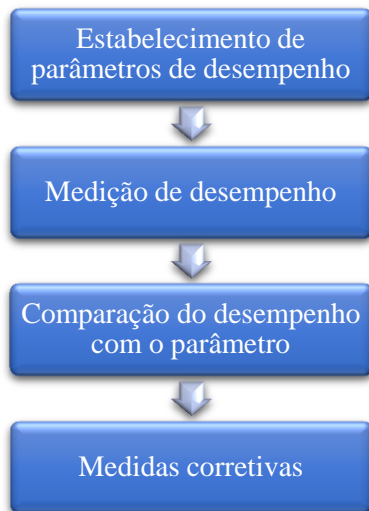 Estabelecimento de
parâmetros de desempenho
Medição de desempenho
Comparação do desempenho
com o parâmetro
Medidas corretivas